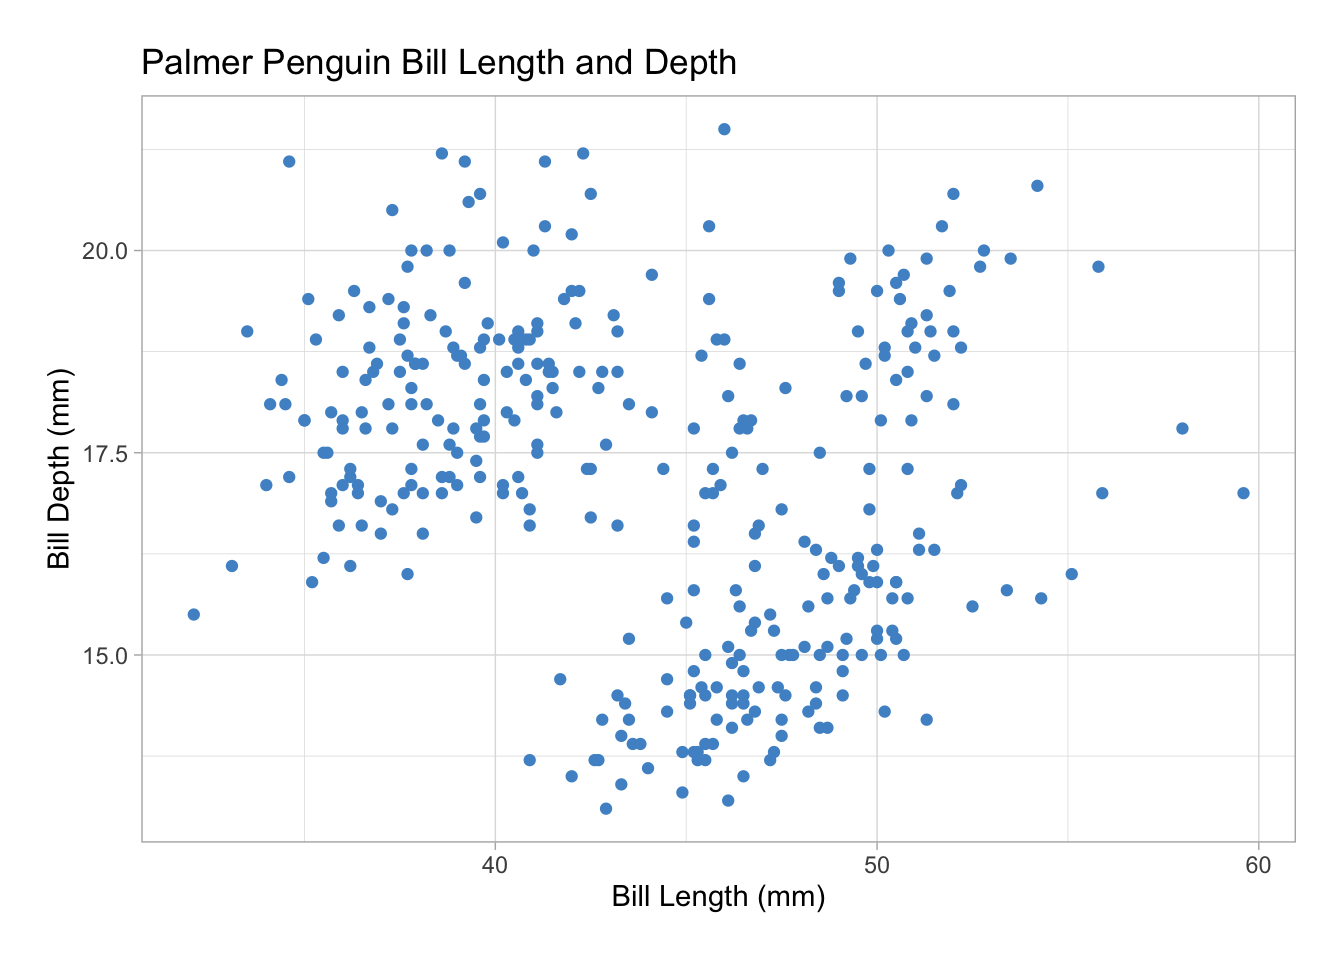 Palmer Penguin Bill Length and Depth
20.0
17.5
15.0
Bill Depth (mm)
40 50 60
Bill Length (mm)